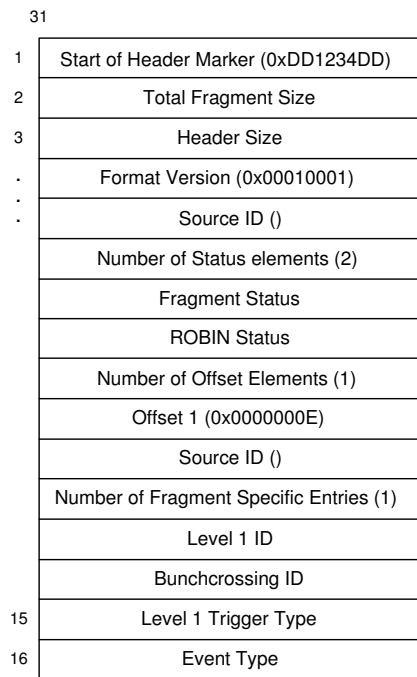 31
1 Start of Header Marker (0xDD1234DD)
2 Total Fragment Size
3 Header Size
. Format Version (0x00010001)
.
. Source ID ()
Number of Status elements (2)
Fragment Status
ROBIN Status
Number of Offset Elements (1)
Offset 1 (0x0000000E)
Source ID ()
Number of Fragment Specific Entries (1)
Level 1 ID
Bunchcrossing ID
15 Level 1 Trigger Type
16 Event Type